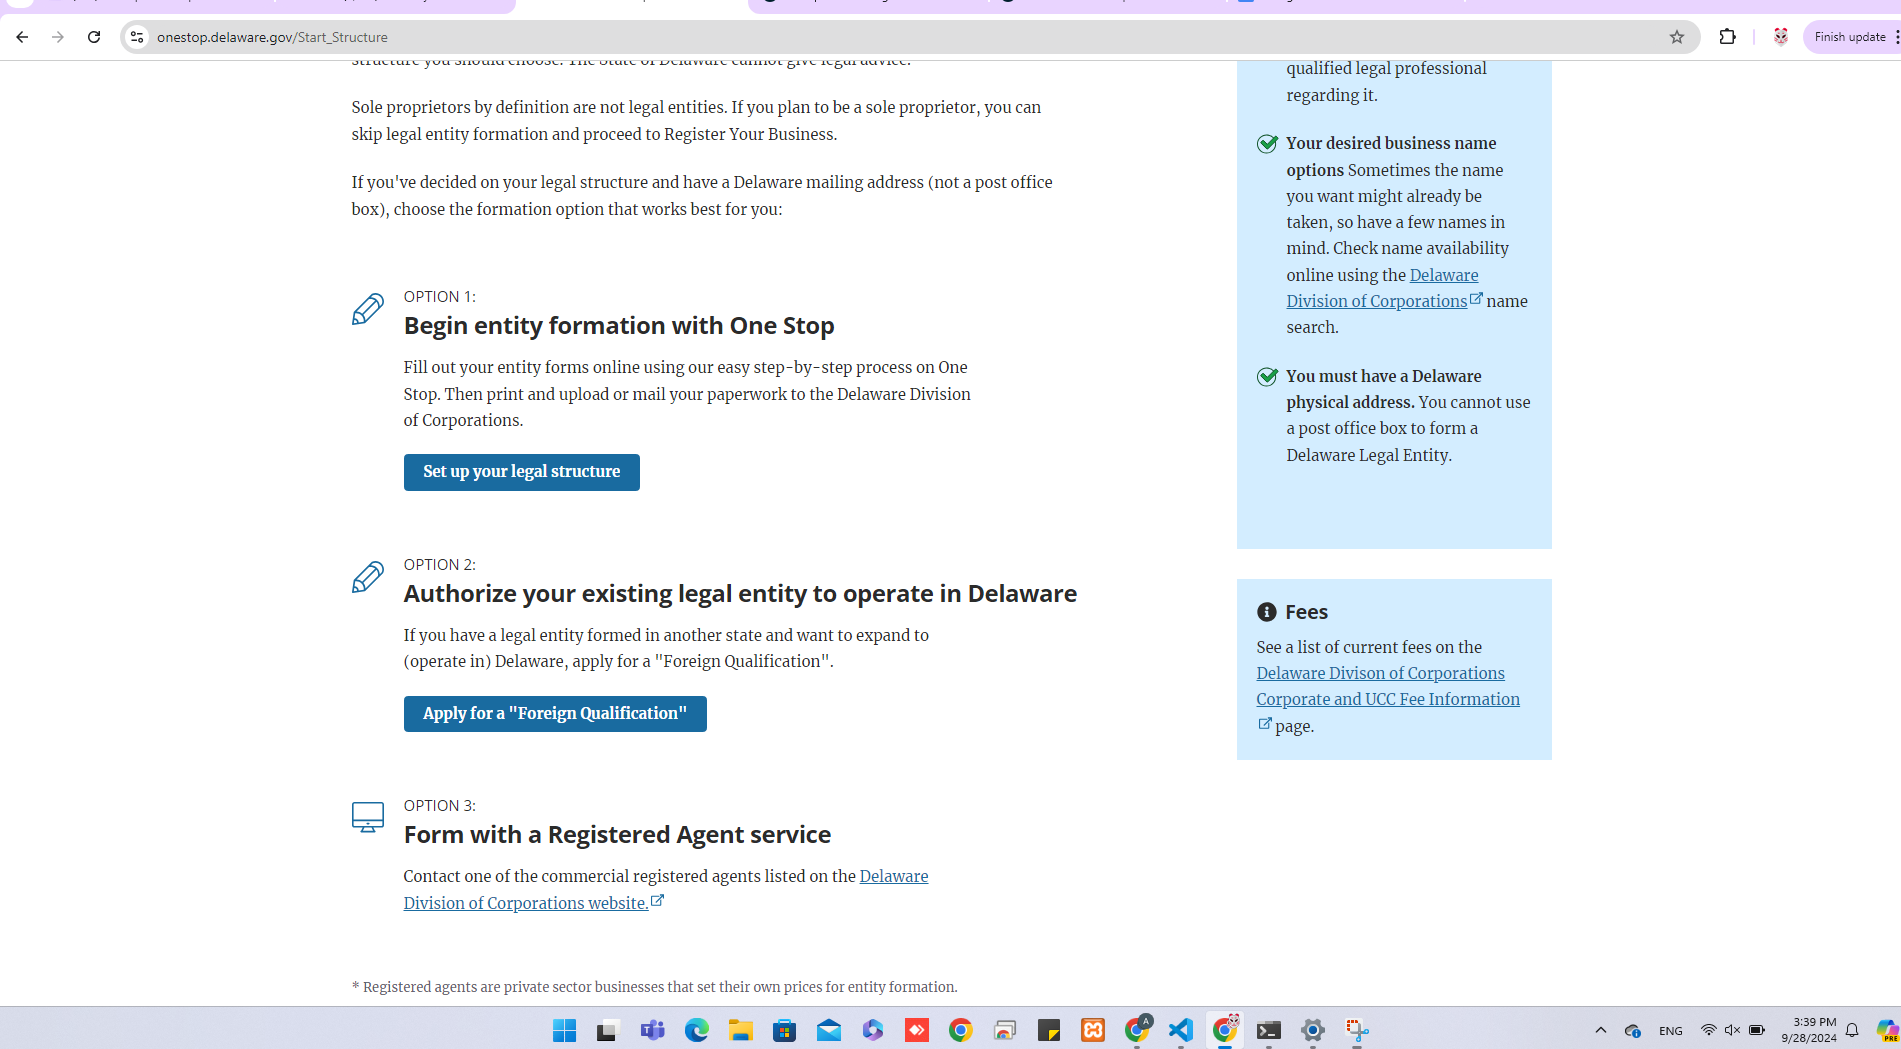 onestop.delaware.gov/Start_Structure
Finish update
structure you should choose. The State of Delaware cannot give legal advice.
Sole proprietors by definition are not legal entities. If you plan to be a sole proprietor, you can
skip legal entity formation and proceed to Register Your Business.
If you've decided on your legal structure and have a Delaware mailing address (not a post office
box), choose the formation option that works best for you:
OPTION 1:
Begin entity formation with One Stop
Fill out your entity forms online using our easy step-by-step process on One
Stop. Then print and upload or mail your paperwork to the Delaware Division
of Corporations.
Set up your legal structure
OPTION 2:
Authorize your existing legal entity to operate in Delaware
If you have a legal entity formed in another state and want to expand to
(operate in) Delaware, apply for a "Foreign Qualification".
Apply for a "Foreign Qualification"
OPTION 3:
Form with a Registered Agent service
Contact one of the commercial registered agents listed on the Delaware
Division of Corporations website.
* Registered agents are private sector businesses that set their own prices for entity formation.
qualified legal professional
regarding it.
Your desired business name
options Sometimes the name
you want might already be
taken, so have a few names in
mind. Check name availability
online using the Delaware
Division of Corporations name
search.
You must have a Delaware
physical address. You cannot use
a post office box to form a
Delaware Legal Entity.
Fees
See a list of current fees on the
Delaware Divison of Corporations
Corporate and UCC Fee Information
page.
A
ENG
3:39 PM
9/28/2024
PRE